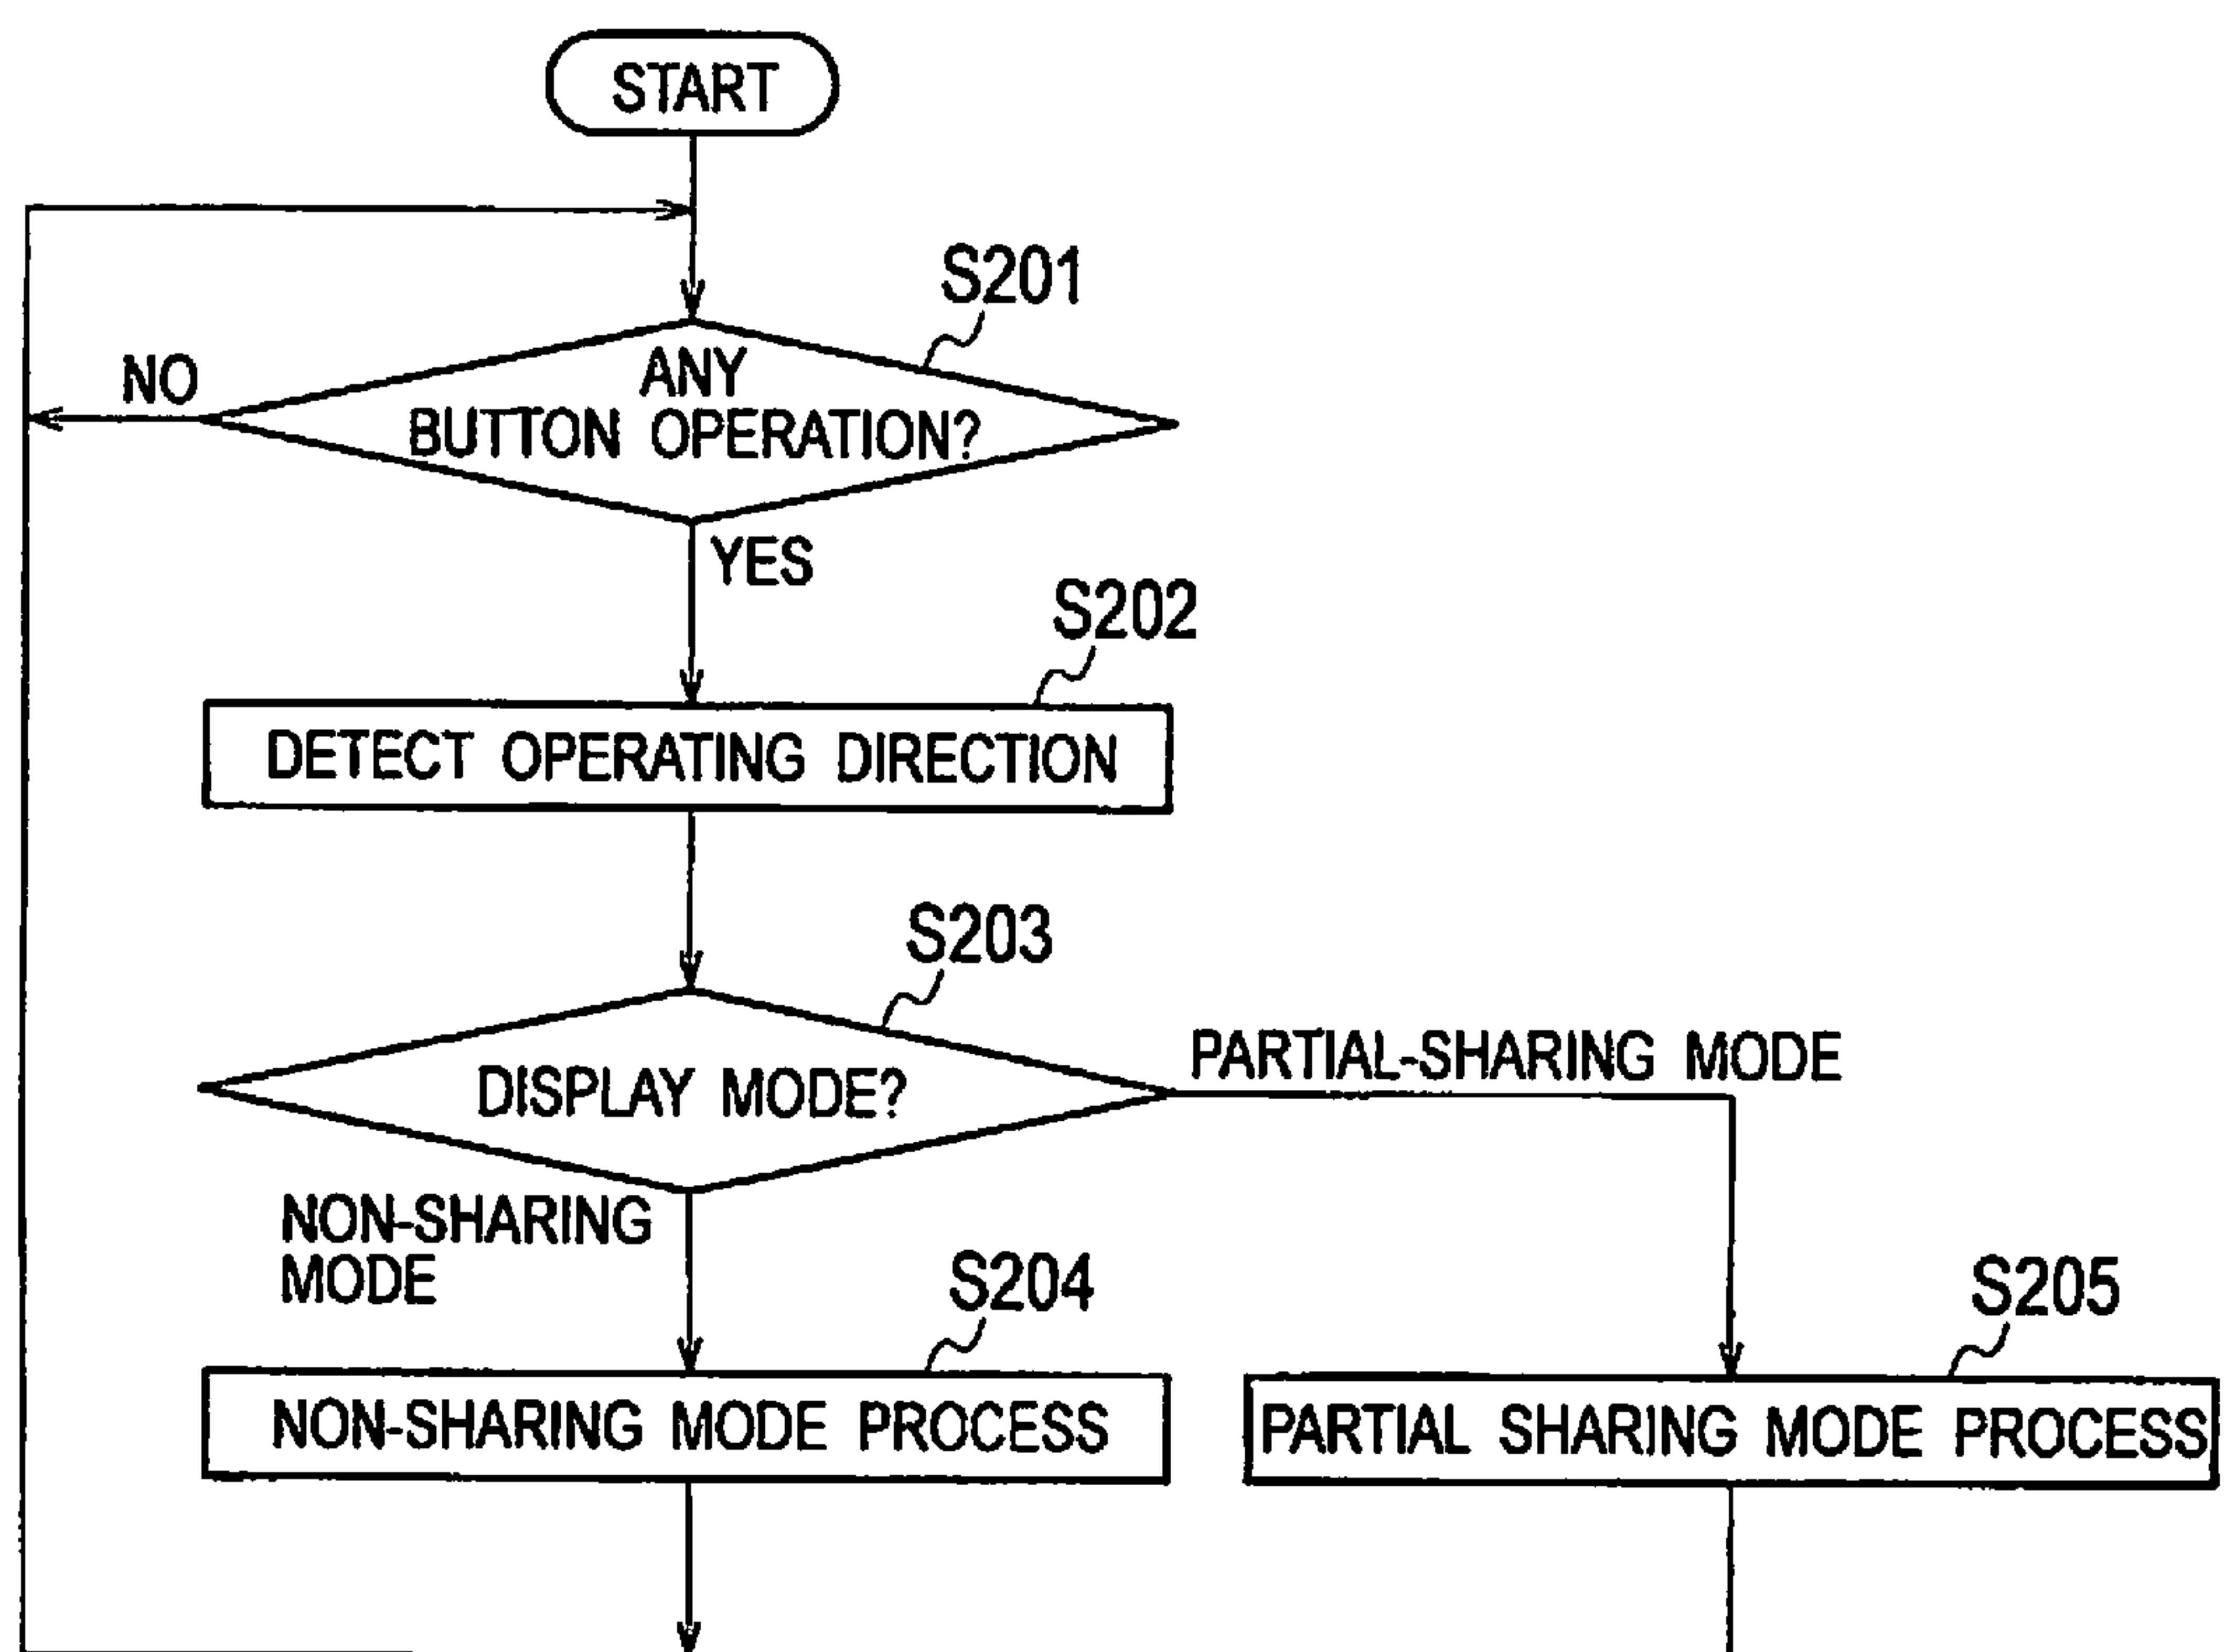 START
S201
NO
ANY
BUTTON OPERATION?
YES
S202
DETECT OPERATING DIRECTION
S203
DISPLAY MODE?
PARTIAL-SHARING MODE
NON-SHARING
MODE
S204
S205
NON-SHARING MODE PROCESS
PARTIAL SHARING MODE PROCESS